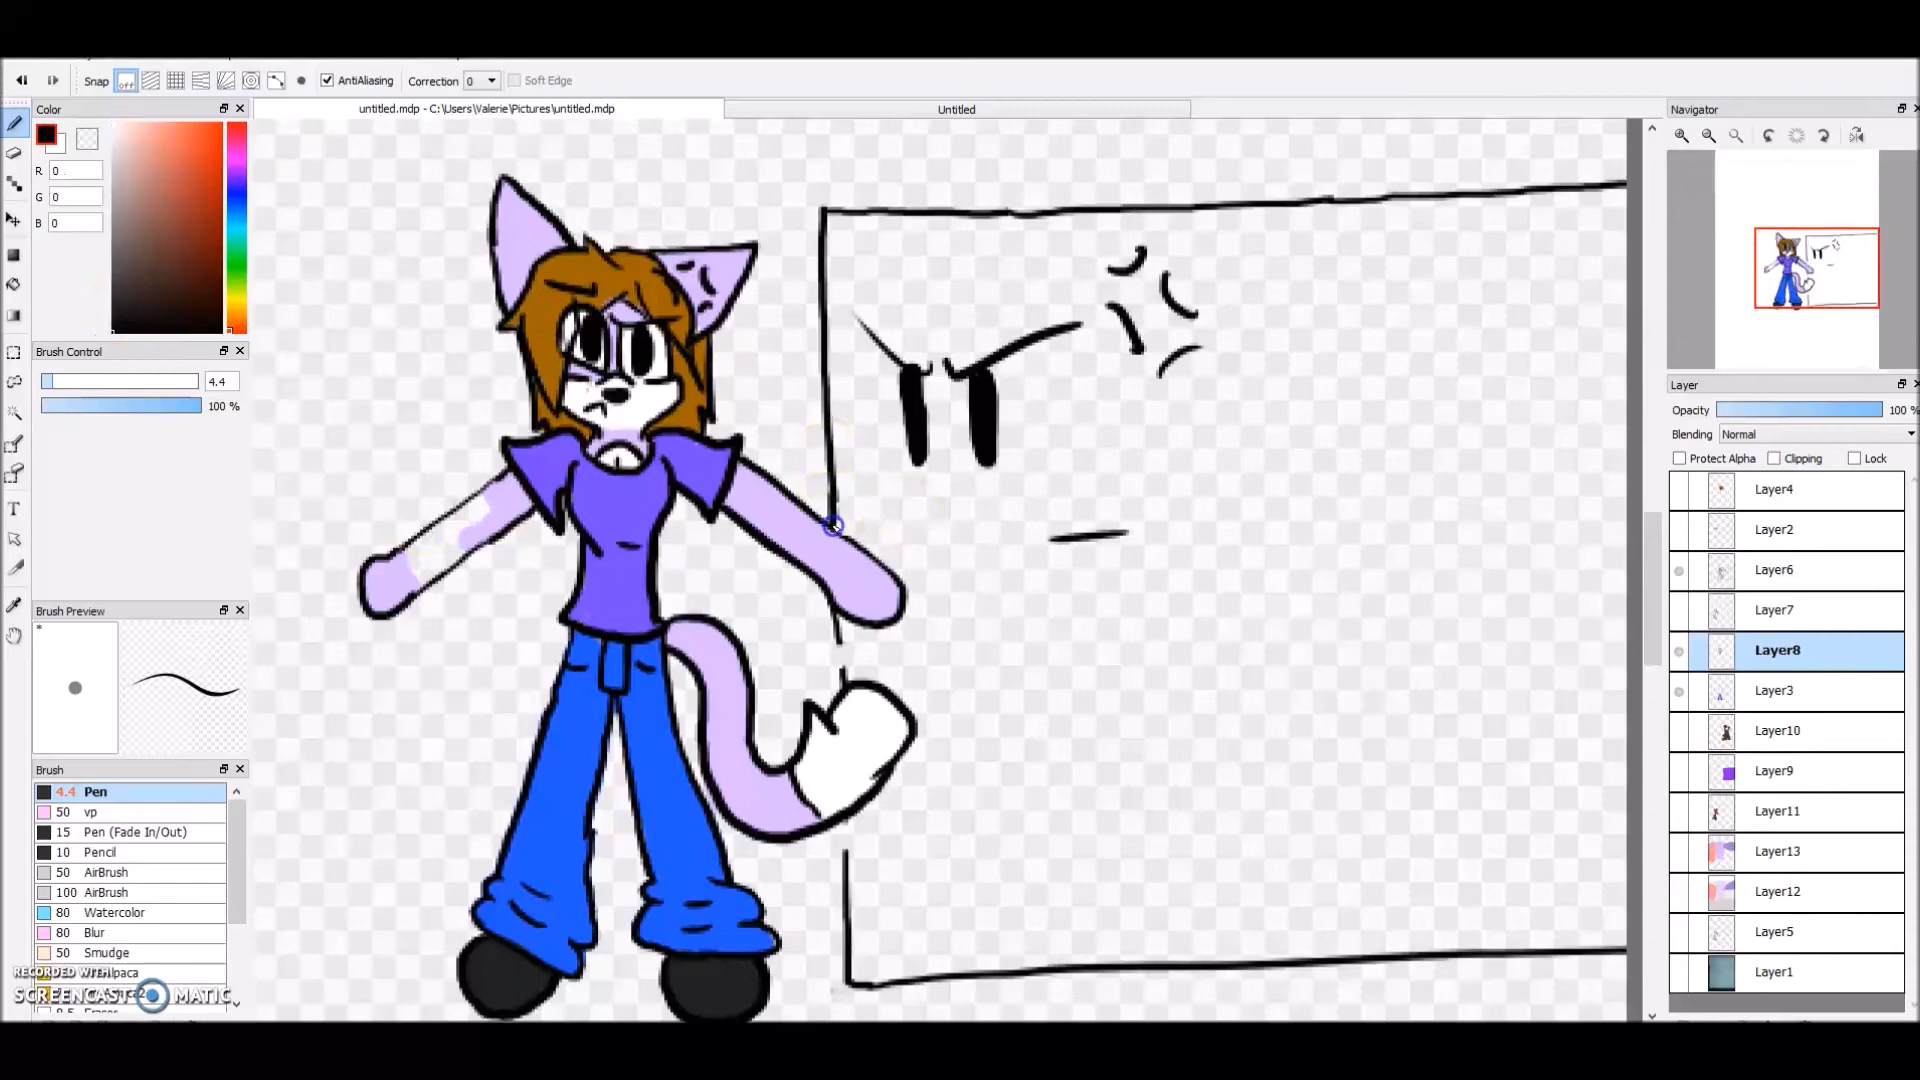 Snap off AntiAliasing Correction 0 Soft Edge
Color
untitled.mdp - C:\Users\Valerie\Pictures\untitled.mdp
Untitled
Navigator
R 0
G 0
B 0
Brush Control
4.4
100 %
Brush Preview
*
Brush
4.4 Pen
50 vp
15 Pen (Fade In/Out)
10 Pencil
50 AirBrush
100 AirBrush
80 Watercolor
80 Blur
50 Smudge
RECORDED WITH
SCREENCAST MATIC
Layer
Opacity 100 %
Blending Normal
Protect Alpha Clipping Lock
Layer4
Layer2
Layer6
Layer7
Layer8
Layer3
Layer10
Layer9
Layer11
Layer13
Layer12
Layer5
Layer1